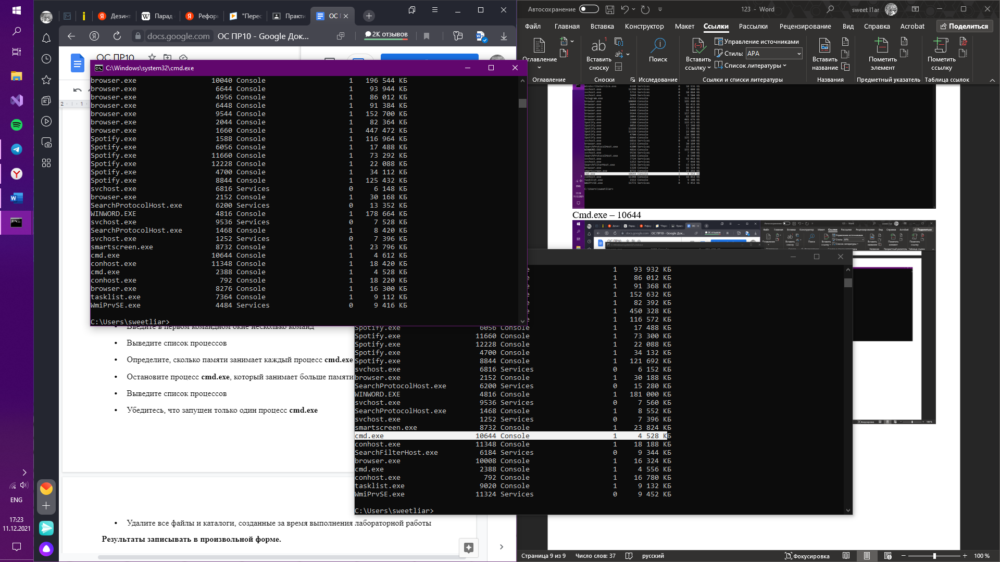 Дезинт
Парад
Рефор
"Перес
Практи
ОС
docs.google.com
ОС ПР10 - Google Док...
2К отзывов
ОС ПР10
Автосохранение
123 - Word
sweet l1ar
Файл
Главная
Вставка
Конструктор
Макет
Ссылки
Рассылки
Рецензирование
Вид
Справка
Acrobat
Поделиться
Оглавление
Вставить сноску
Поиск
Вставить ссылку
Управление источниками
Стиль: APA
Список литературы
Вставить название
Пометить элемент
Пометить ссылку
Оглавление
Сноски
Исследование
Ссылки и списки литературы
Названия
Предметный указатель
Таблица ссылок
C:\Windows\system32\cmd.exe
browser.exe 10040 Console 1 196 544 КБ
browser.exe 6644 Console 1 93 944 КБ
browser.exe 4956 Console 1 86 012 КБ
browser.exe 6448 Console 1 91 384 КБ
browser.exe 9544 Console 1 152 700 КБ
browser.exe 2044 Console 1 82 364 КБ
browser.exe 1660 Console 1 447 472 КБ
Spotify.exe 1588 Console 1 116 964 КБ
Spotify.exe 6056 Console 1 17 488 КБ
Spotify.exe 11660 Console 1 73 292 КБ
Spotify.exe 12228 Console 1 22 088 КБ
Spotify.exe 4700 Console 1 34 112 КБ
Spotify.exe 8844 Console 1 125 432 КБ
svchost.exe 6816 Services 0 6 148 КБ
browser.exe 2152 Console 1 30 168 КБ
SearchProtocolHost.exe 6200 Services 0 13 352 КБ
WINWORD.EXE 4816 Console 1 178 664 КБ
svchost.exe 9536 Services 0 7 528 КБ
SearchProtocolHost.exe 1468 Console 1 8 420 КБ
svchost.exe 1252 Services 0 7 396 КБ
smartscreen.exe 8732 Console 1 23 796 КБ
cmd.exe 10644 Console 1 4 612 КБ
conhost.exe 11348 Console 1 18 420 КБ
cmd.exe 2388 Console 1 4 528 КБ
conhost.exe 792 Console 1 18 220 КБ
browser.exe 8276 Console 1 16 300 КБ
tasklist.exe 7364 Console 1 9 112 КБ
WmiPrvSE.exe 4484 Services 0 9 416 КБ
C:\Users\sweetliar>
Cmd.exe – 10644
e 1 93 932 КБ
e 1 86 012 КБ
e 1 91 368 КБ
e 1 152 632 КБ
e 1 82 392 КБ
e 1 450 328 КБ
e 1 116 572 КБ
Spotify.exe 6056 Console 1 17 488 КБ
Spotify.exe 11660 Console 1 73 300 КБ
Spotify.exe 12228 Console 1 22 088 КБ
Spotify.exe 4700 Console 1 34 132 КБ
Spotify.exe 8844 Console 1 121 692 КБ
svchost.exe 6816 Services 0 6 152 КБ
browser.exe 2152 Console 1 30 188 КБ
SearchProtocolHost.exe 6200 Services 0 15 280 КБ
WINWORD.EXE 4816 Console 1 181 000 КБ
svchost.exe 9536 Services 0 7 560 КБ
SearchProtocolHost.exe 1468 Console 1 8 552 КБ
svchost.exe 1252 Services 0 7 396 КБ
smartscreen.exe 8732 Console 1 23 824 КБ
cmd.exe 10644 Console 1 4 528 КБ
conhost.exe 11348 Console 1 18 188 КБ
SearchFilterHost.exe 6184 Services 0 9 344 КБ
browser.exe 10008 Console 1 16 324 КБ
cmd.exe 2388 Console 1 4 556 КБ
conhost.exe 792 Console 1 16 780 КБ
tasklist.exe 9020 Console 1 9 132 КБ
WmiPrvSE.exe 11324 Services 0 9 452 КБ
C:\Users\sweetliar>
Введите в первом командном окне несколько команд
• Выведите список процессов
• Определите, сколько памяти занимает каждый процесс cmd.exe
• Остановите процесс cmd.exe, который занимает больше памяти
• Выведите список процессов
• Убедитесь, что запущен только один процесс cmd.exe
• Удалите все файлы и каталоги, созданные за время выполнения лабораторной работы
Результаты записывать в произвольной форме.
ENG
17:23
11.12.2021
Страница 9 из 9
Число слов: 37
русский
Фокусировка
100 %